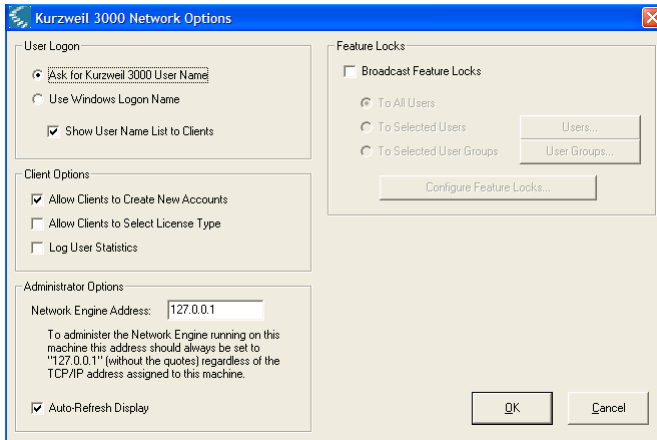 Kurzweil 3000 Network Options
User Logon
Ask for Kurzweil 3000 User Name
Use Windows Logon Name
Show User Name List to Clients
Client Options
Allow Clients to Create New Accounts
Allow Clients to Select License Type
Log User Statistics
Administrator Options
Network Engine Address: 127.0.0.1
To administer the Network Engine running on this
machine this address should always be set to
"127.0.0.1" (without the quotes) regardless of the
TCP/IP address assigned to this machine.
Auto-Refresh Display
Feature Locks
Broadcast Feature Locks
To All Users
To Selected Users Users...
To Selected User Groups User Groups...
Configure Feature Locks...
OK Cancel